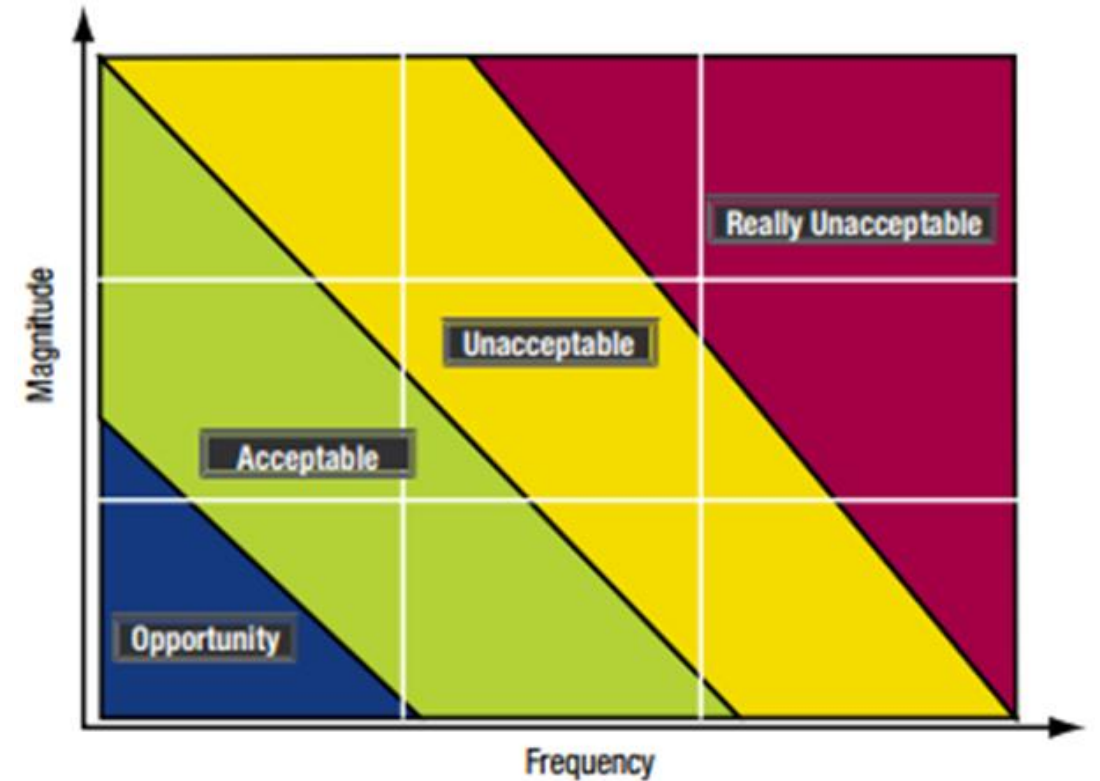 Magnitude
Really Unacceptable
Unacceptable
Acceptable
Opportunity
Frequency